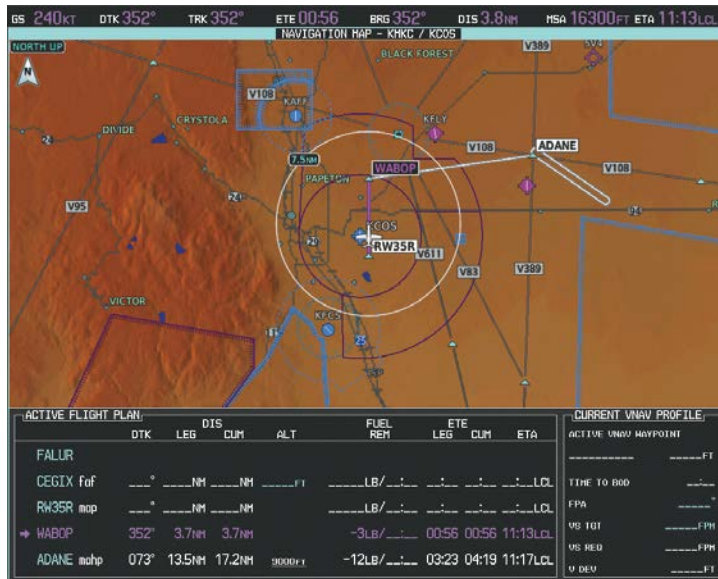 GS 240KT DTK 352° TRK 352° ETE 00:56 BRG 352° DIS 3.8NM MSA 16300FT ETA 11:13LCL
NAVIGATION MAP - KMKC / KCOS
NORTH UP
N
BLACK FOREST
V389
V108
KAFF
CRYSTOLA
DIVIDE
24
KFLY
V108
ADANE
7.5NM
WABOP
V108
PAPETON
V95
24
24
KCOS
24
RW35R
V611
V83
V389
VICTOR
KFCS
ACTIVE FLIGHT PLAN
DIS FUEL ETE
DTK LEG CUM ALT REM LEG CUM ETA
FALUR
CEGIX faf ___° ____NM ____NM _____FT ____LB/__:__ __:__ __:__ __:__LCL
RW35R map ___° ____NM ____NM ____LB/__:__ __:__ __:__ __:__LCL
WABOP 352° 3.7NM 3.7NM -3LB/__:__ 00:56 00:56 11:13LCL
ADANE mahp 073° 13.5NM 17.2NM 9000FT -12LB/__:__ 03:23 04:19 11:17LCL
CURRENT VNAV PROFILE
ACTIVE VNAV WAYPOINT
__________ _____FT
TIME TO BOD __:__
FPA _____°
VS TGT _____FPM
VS REQ _____FPM
V DEV _____FT